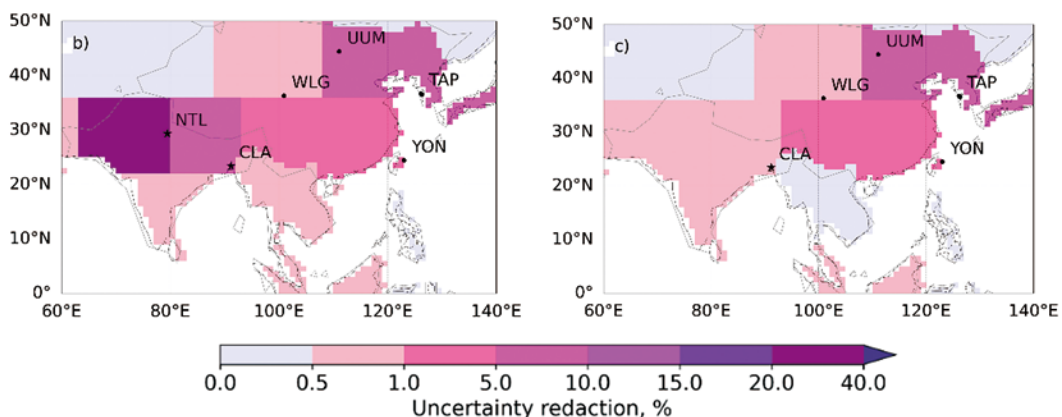 b)
50°N
40°N
30°N
20°N
10°N
0°
60°E
80°E
100°E
120°E
140°E
UUM
WLG
TAP
NTL
CLA
YON
c)
50°N
40°N
30°N
20°N
10°N
0°
60°E
80°E
100°E
120°E
140°E
UUM
WLG
TAP
CLA
YON
0.0 0.5 1.0 5.0 10.0 15.0 20.0 40.0
Uncertainty redaction, %